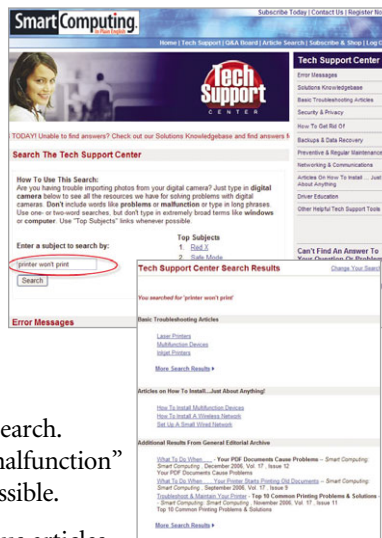 Subscribe Today | Contact Us | Register No
SmartComputing.
In Plain English
Home | Tech Support | Q&A Board | Article Search | Subscribe & Shop | Log O
Tech Support
CENTER
Tech Support Center
Error Messages
Solutions Knowledgebase
Basic Troubleshooting Articles
Security & Privacy
How To Get Rid Of
Backups & Data Recovery
Preventive & Regular Maintenance
Networking & Communications
Articles On How To Install ... Just
About Anything
Driver Education
Other Helpful Tech Support Tools
Can't Find An Answer To
Your Question Or Problem
TODAY! Unable to find answers? Check out our Solutions Knowledgebase and find answers f
Search The Tech Support Center
How To Use This Search:
Are you having trouble importing photos from your digital camera? Just type in digital
camera below to see all the resources we have for solving problems with digital
cameras. Don't include words like problems or malfunction or type in long phrases.
Use one- or two-word searches, but don't type in extremely broad terms like windows
or computer. Use "Top Subjects" links whenever possible.
Enter a subject to search by:
printer won't print
Search
Top Subjects
1. Red X
2. Safe Mode
Error Messages
Tech Support Center Search Results
Change Your Search
You searched for 'printer won't print'
Basic Troubleshooting Articles
Laser Printers
Multifunction Devices
Inkjet Printers
More Search Results
Articles on How To Install...Just About Anything!
How To Install Multifunction Devices
How To Install A Wireless Network
Set Up A Small Wired Network
Additional Results From General Editorial Archive
What To Do When . . . - Your PDF Documents Cause Problems – Smart Computing:
Smart Computing , December 2006, Vol. 17 , Issue 12
Your PDF Documents Cause Problems
What To Do When . . . Your Printer Starts Printing Old Documents – Smart Computing:
Smart Computing , September 2006, Vol. 17 , Issue 9
Troubleshoot & Maintain Your Printer - Top 10 Common Printing Problems & Solutions -
- Smart Computing: Smart Computing , November 2006, Vol. 17 , Issue 11
Top 10 Common Printing Problems & Solutions
More Search Results
earch.
nalfunction"
ssible.